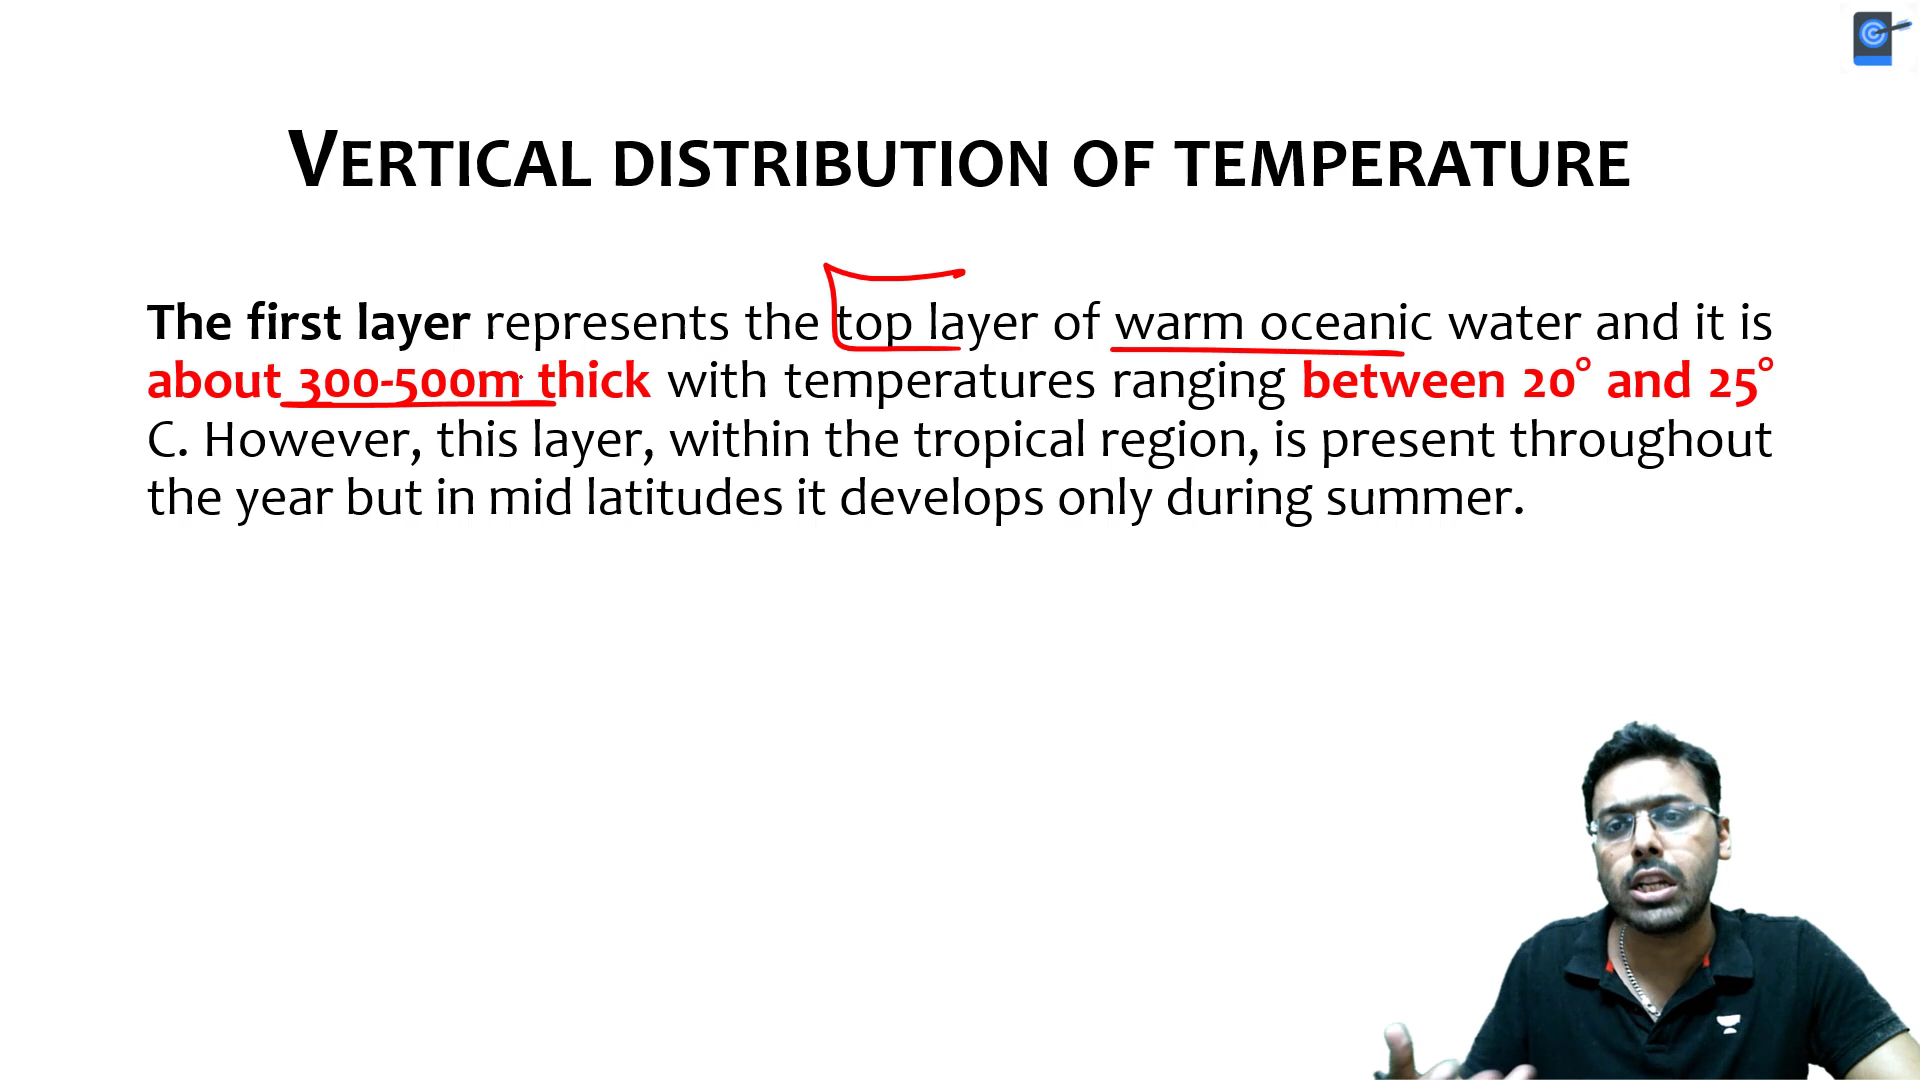 VERTICAL DISTRIBUTION OF TEMPERATURE
The first layer represents the top layer of warm oceanic water and it is
about 300-500m thick with temperatures ranging between 20° and 25°
C. However, this layer, within the tropical region, is present throughout
the year but in mid latitudes it develops only during summer.